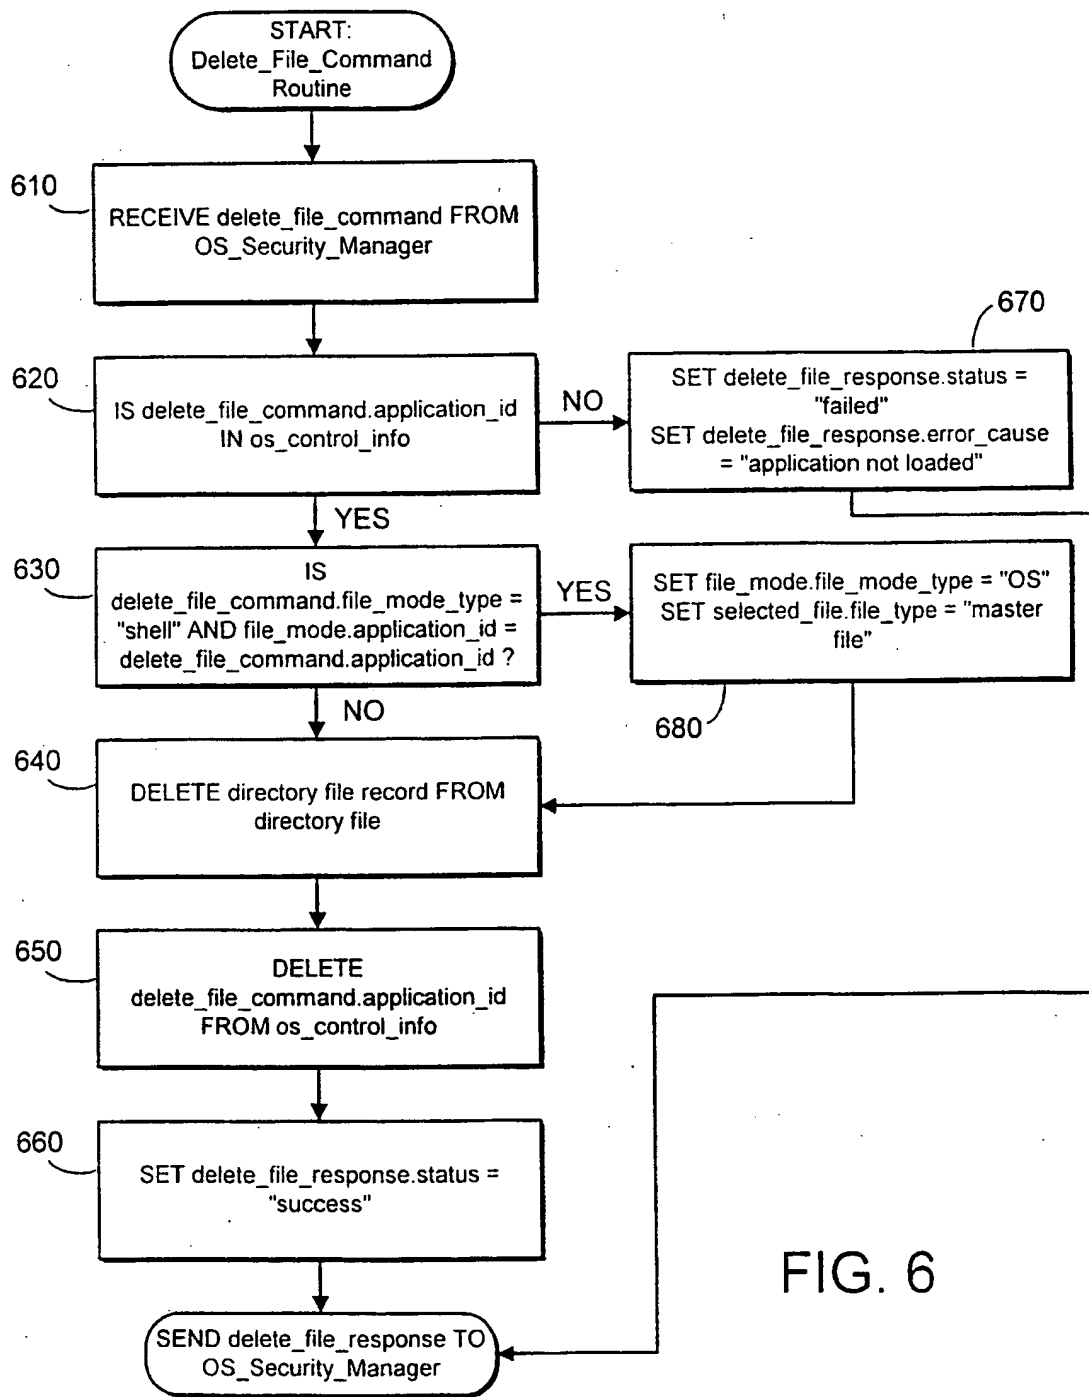 START:
Delete_File_Command
Routine
610
RECEIVE delete_file_command FROM
OS_Security_Manager
620
IS delete_file_command.application_id
IN os_control_info
NO
670
SET delete_file_response.status =
"failed"
SET delete_file_response.error_cause
= "application not loaded"
YES
630
IS
delete_file_command.file_mode_type =
"shell" AND file_mode.application_id =
delete_file_command.application_id ?
YES
SET file_mode.file_mode_type = "OS"
SET selected_file.file_type = "master
file"
680
NO
640
DELETE directory file record FROM
directory file
650
DELETE
delete_file_command.application_id
FROM os_control_info
660
SET delete_file_response.status =
"success"
SEND delete_file_response TO
OS_Security_Manager
FIG. 6